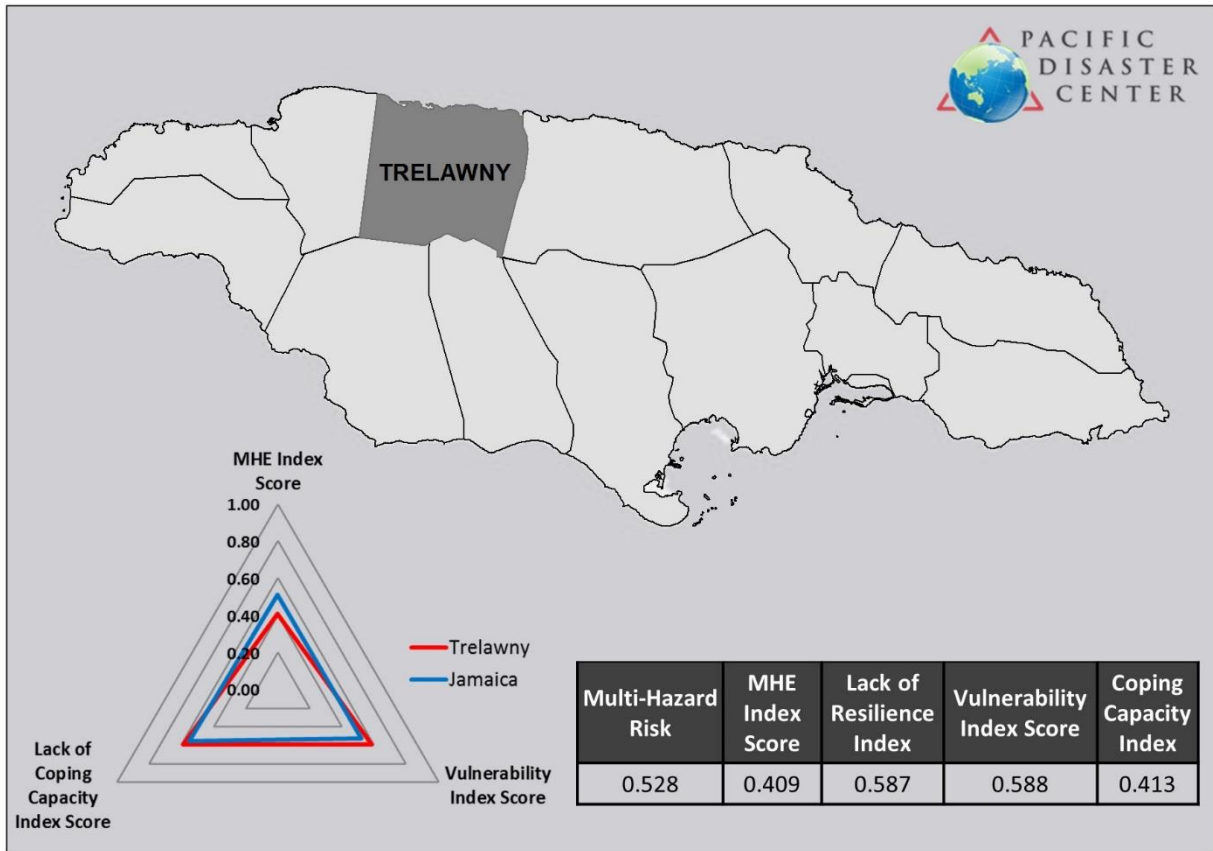 PACIFIC
DISASTER
CENTER
TRELAWNY
MHE Index
Score
1.00
0.80
0.60
0.40
0.20
0.00
Lack of
Coping
Capacity
Index Score
Vulnerability
Index Score
Trelawny
Jamaica
Multi-Hazard
Risk
MHE
Index
Score
Lack of
Resilience
Index
Vulnerability
Index Score
Coping
Capacity
Index
0.528
0.409
0.587
0.588
0.413